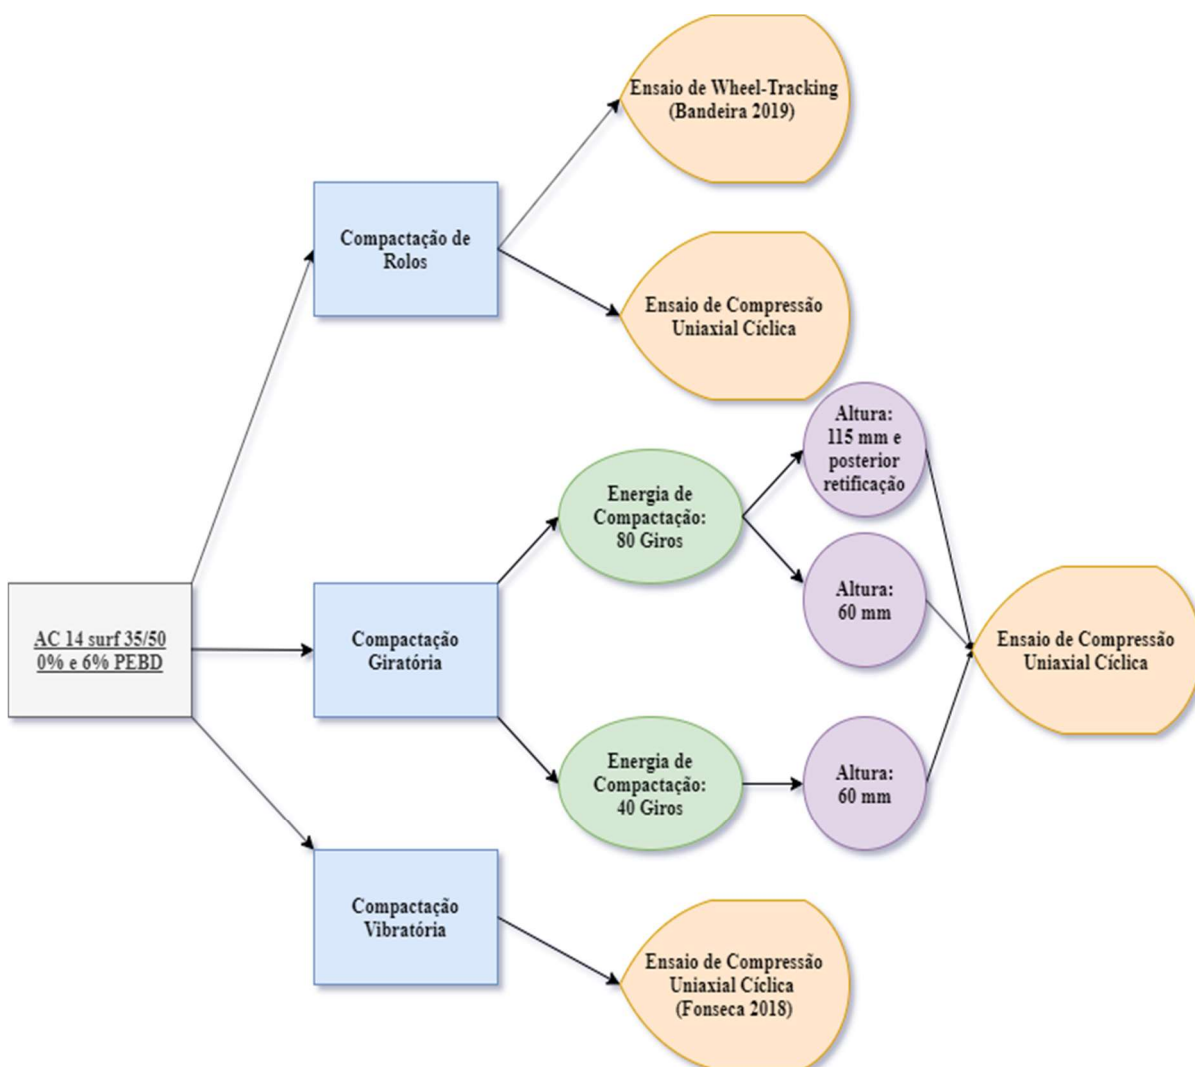 Ensaio de Wheel-Tracking
(Bandeira 2019)
Compactação de
Rolos
Ensaio de Compressão
Uniaxial Cíclica
Altura:
115 mm e
posterior
retificação
Energia de
Compactação:
80 Giros
Altura:
60 mm
AC 14 surf 35/50
0% e 6% PEBD
Compactação
Giratória
Ensaio de Compressão
Uniaxial Cíclica
Energia de
Compactação:
40 Giros
Altura:
60 mm
Compactação
Vibratória
Ensaio de Compressão
Uniaxial Cíclica
(Fonseca 2018)